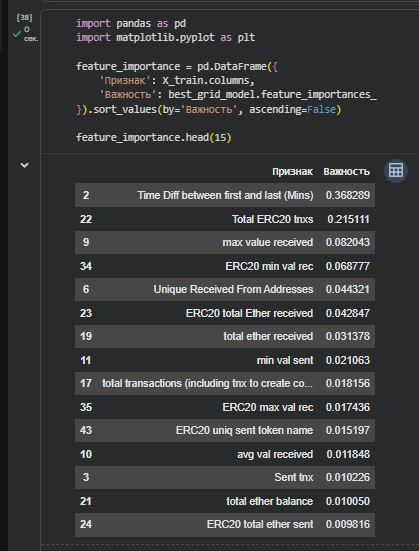 [38]
0
сек.
import pandas as pd
import matplotlib.pyplot as plt
feature_importance = pd.DataFrame({
'Признак': X_train.columns,
'Важность': best_grid_model.feature_importances_
}).sort_values(by='Важность', ascending=False)
feature_importance.head(15)
Признак Важность
2 Time Diff between first and last (Mins) 0.368289
22 Total ERC20 tnxs 0.215111
9 max value received 0.082043
34 ERC20 min val rec 0.068777
6 Unique Received From Addresses 0.044321
23 ERC20 total Ether received 0.042847
19 total ether received 0.031378
11 min val sent 0.021063
17 total transactions (including tnx to create co... 0.018156
35 ERC20 max val rec 0.017436
43 ERC20 uniq sent token name 0.015197
10 avg val received 0.011848
3 Sent tnx 0.010226
21 total ether balance 0.010050
24 ERC20 total ether sent 0.009816